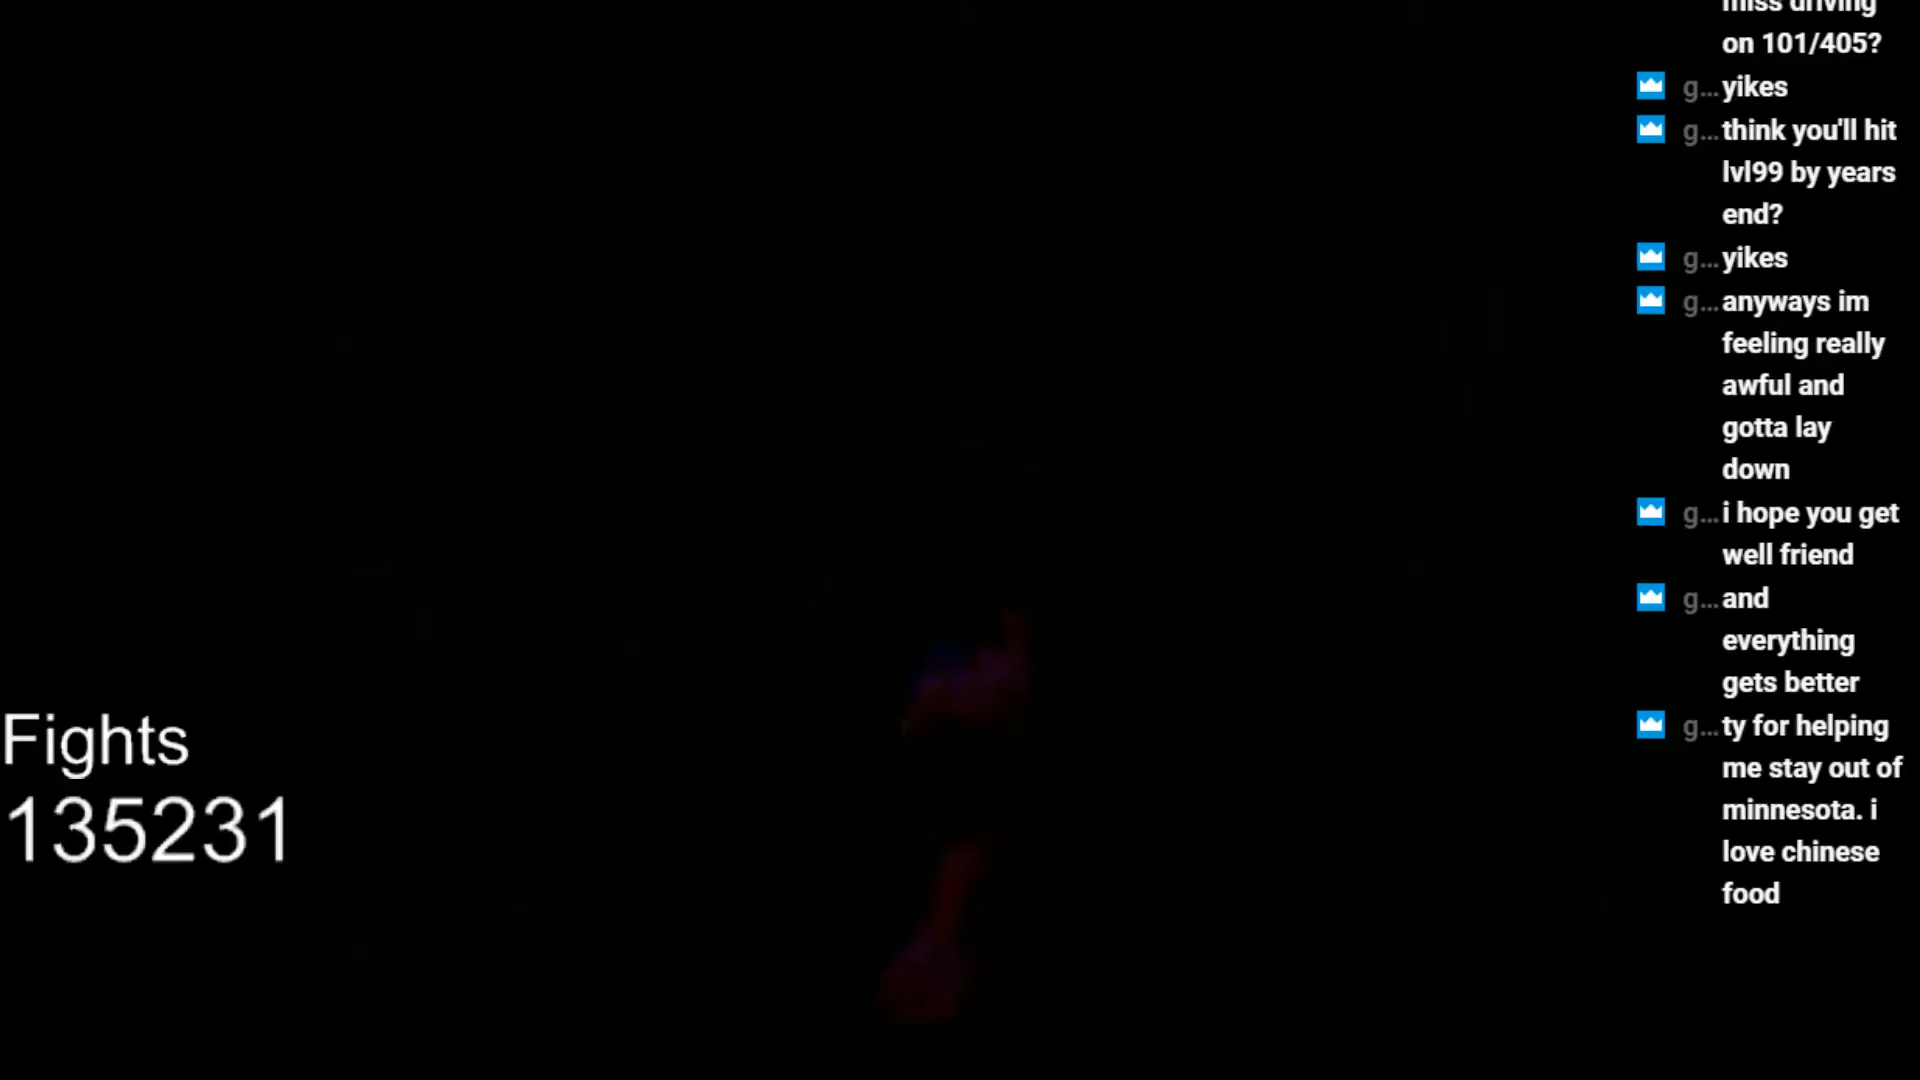 miss driving
on 101/405?
g... yikes
g... think you'll hit
lvl99 by years
end?
g... yikes
g... anyways im
feeling really
awful and
gotta lay
down
g... i hope you get
well friend
g... and
everything
gets better
g... ty for helping
me stay out of
minnesota. i
love chinese
food
Fights
135231